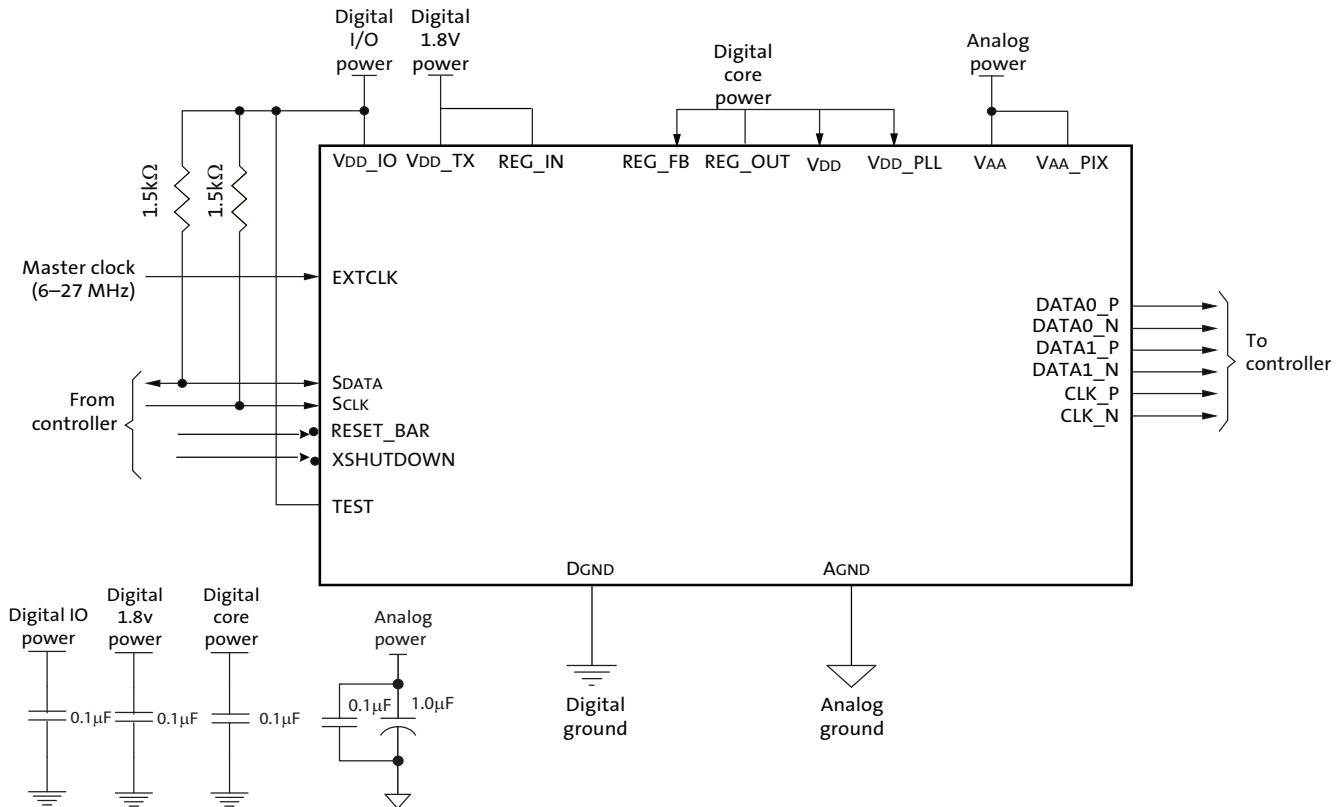 Digital
I/O
power
Digital
1.8V
power
Digital
core
power
Analog
power
VDD_IO
VDD_TX
REG_IN
REG_FB
REG_OUT
VDD
VDD_PLL
VAA
VAA_PIX
1.5kΩ
1.5kΩ
Master clock
(6–27 MHz)
EXTCLK
From
controller
SDATA
SCLK
RESET_BAR
XSHUTDOWN
TEST
DATA0_P
DATA0_N
DATA1_P
DATA1_N
CLK_P
CLK_N
To
controller
DGND
AGND
Digital
ground
Analog
ground
Digital IO
power
Digital
1.8v
power
Digital
core
power
Analog
power
0.1µF
0.1µF
0.1µF
0.1µF
1.0µF